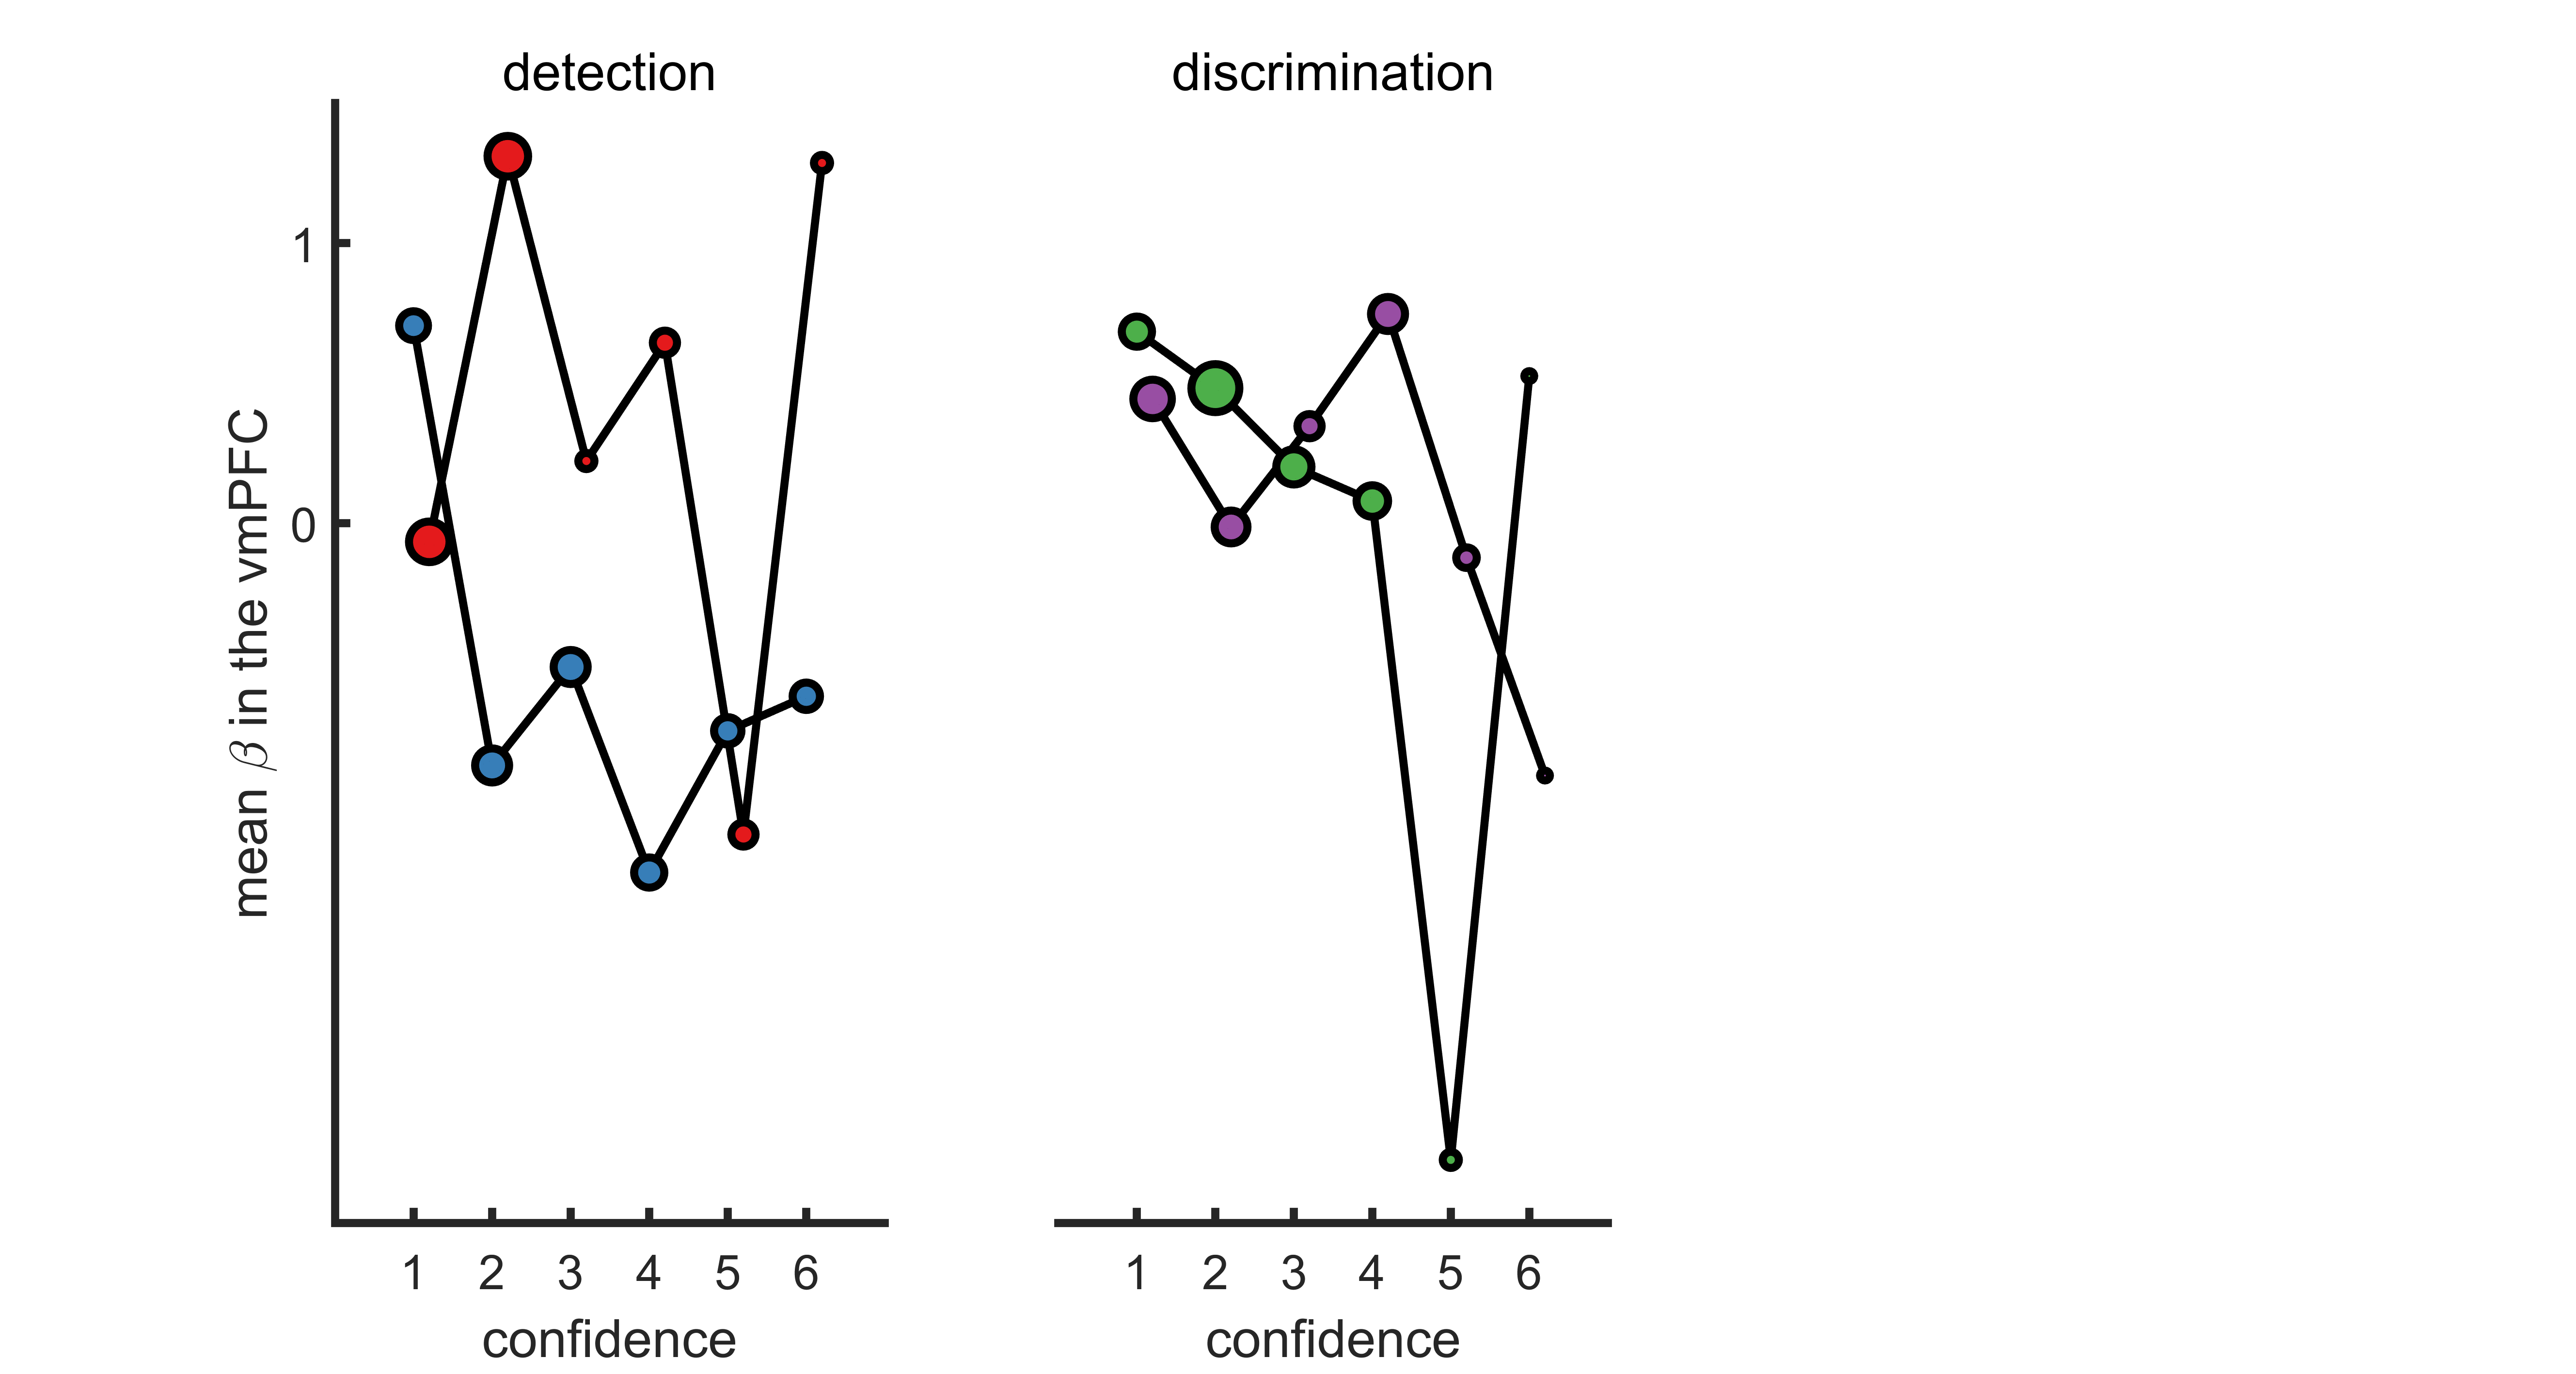 detection
discrimination
mean β in the vmPFC
1
0
1 2 3 4 5 6
1 2 3 4 5 6
confidence
confidence